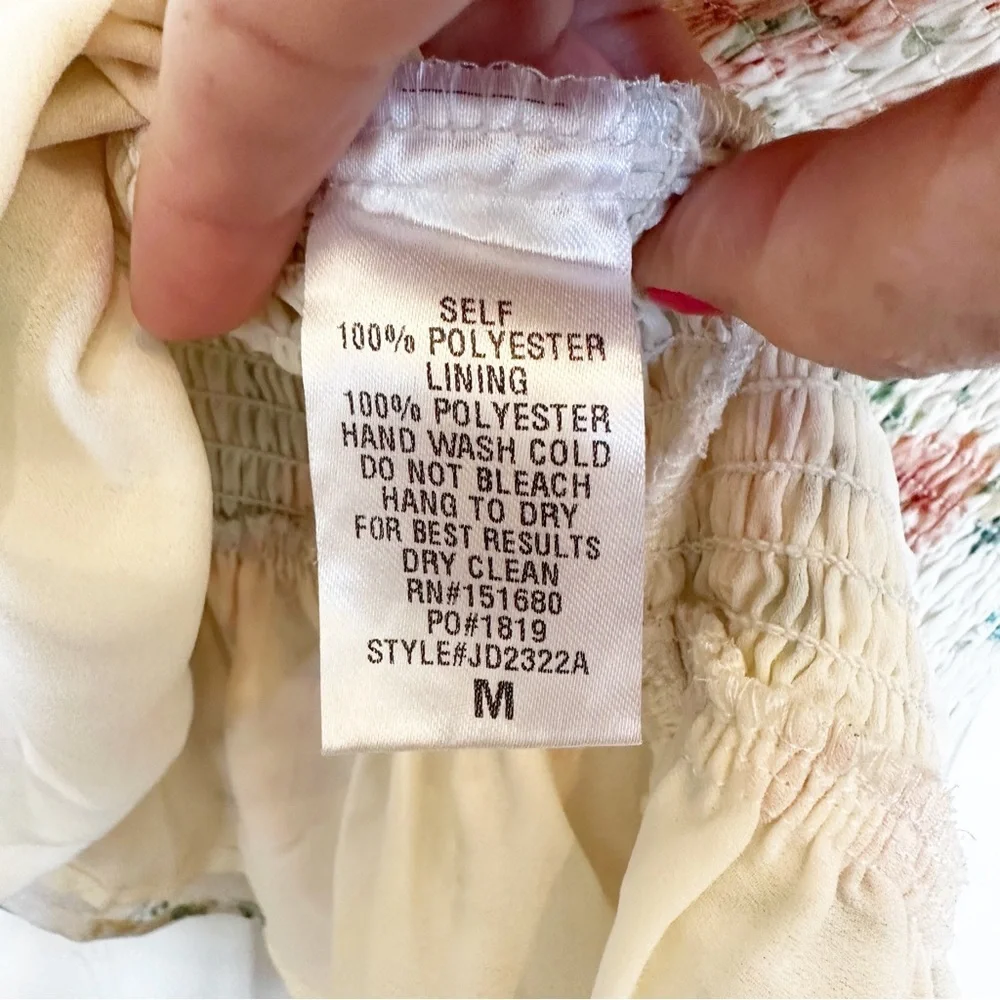 SELF
100% POLYESTER
LINING
100% POLYESTER
HAND WASH COLD
DO NOT BLEACH
HANG TO DRY
FOR BEST RESULTS
DRY CLEAN
RN#151680
PO#1819
STYLE#JD2322A
M